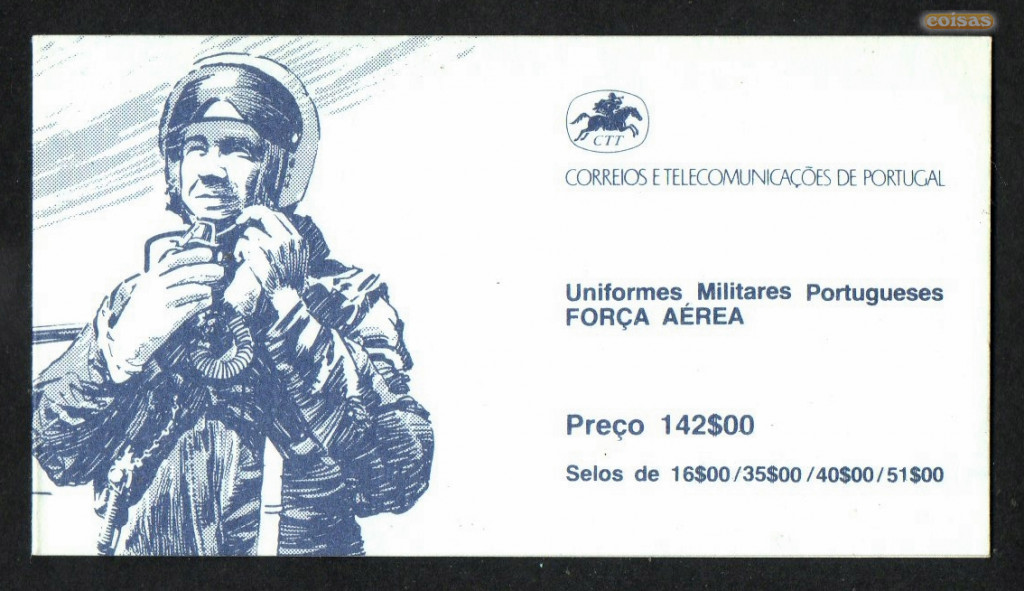 coisas
CTT
CORREIOS E TELECOMUNICAÇÕES DE PORTUGAL
Uniformes Militares Portugueses
FORÇA AÉREA
Preço 142$00
Selos de 16$00/35$00/40$00/51$00